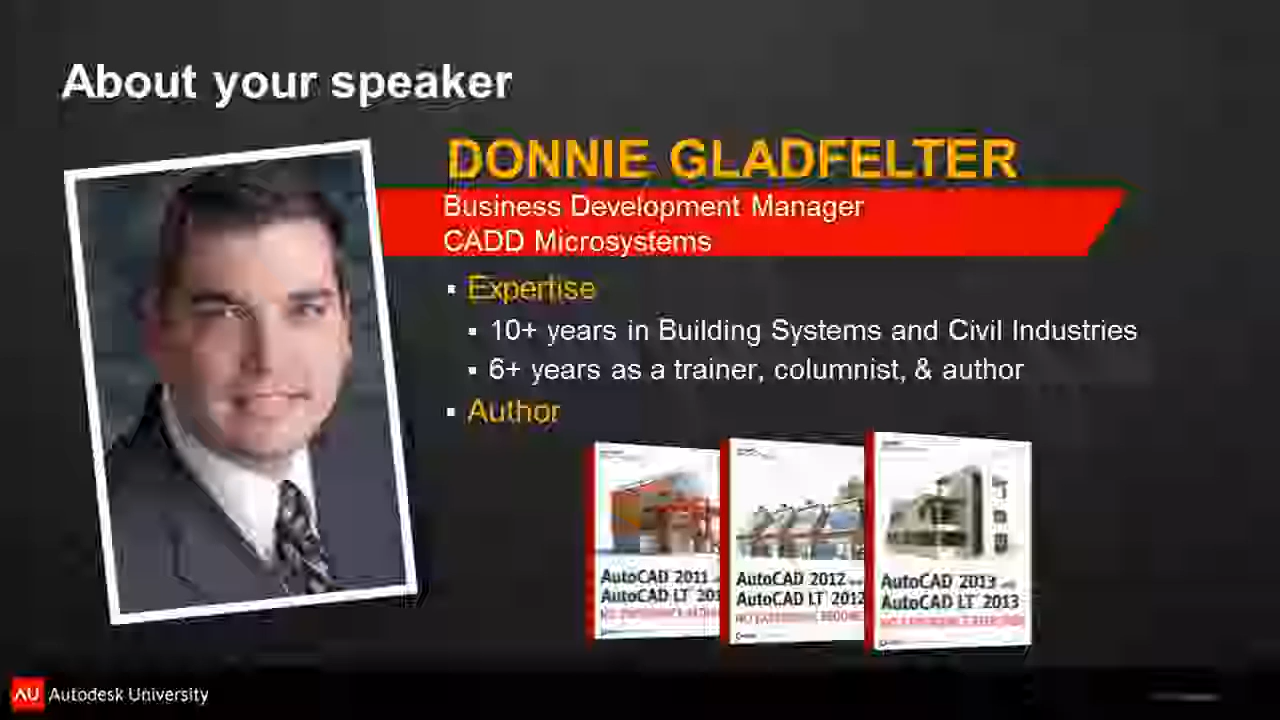 About your speaker
DONNIE GLADFELTER
Business Development Manager
CADD Microsystems
Expertise
10+ years in Building Systems and Civil Industries
6+ years as a trainer, columnist, & author
Author
AutoCAD 2011
AutoCAD LT 201
AutoCAD 2012
AutoCAD LT 2012
AutoCAD 2013
AutoCAD LT 2013
AU Autodesk University